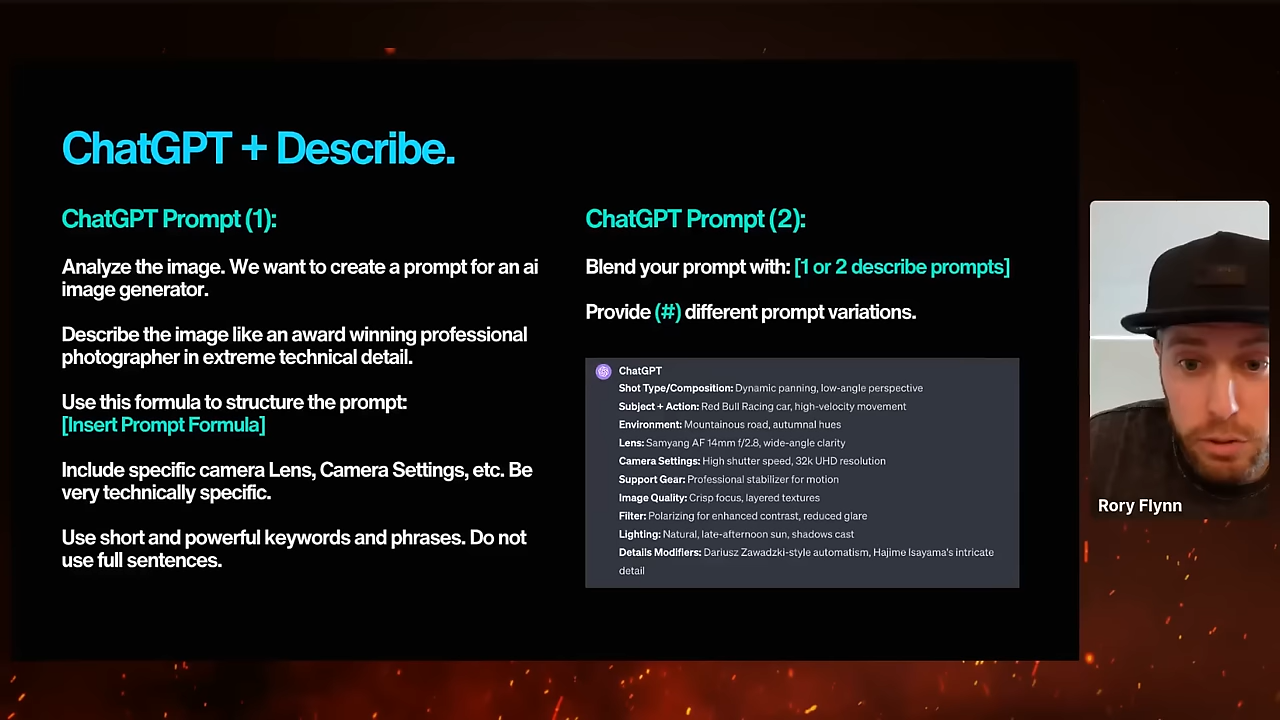 ChatGPT + Describe.
ChatGPT Prompt (1):
Analyze the image. We want to create a prompt for an ai
image generator.
Describe the image like an award winning professional
photographer in extreme technical detail.
Use this formula to structure the prompt:
[Insert Prompt Formula]
Include specific camera Lens, Camera Settings, etc. Be
very technically specific.
Use short and powerful keywords and phrases. Do not
use full sentences.
ChatGPT Prompt (2):
Blend your prompt with: [1 or 2 describe prompts]
Provide (#) different prompt variations.
ChatGPT
Shot Type/Composition: Dynamic panning, low-angle perspective
Subject + Action: Red Bull Racing car, high-velocity movement
Environment: Mountainous road, autumnal hues
Lens: Samyang AF 14mm f/2.8, wide-angle clarity
Camera Settings: High shutter speed, 32k UHD resolution
Support Gear: Professional stabilizer for motion
Image Quality: Crisp focus, layered textures
Filter: Polarizing for enhanced contrast, reduced glare
Lighting: Natural, late-afternoon sun, shadows cast
Details Modifiers: Dariusz Zawadzki-style automatism, Hajime Isayama's intricate
detail
Rory Flynn